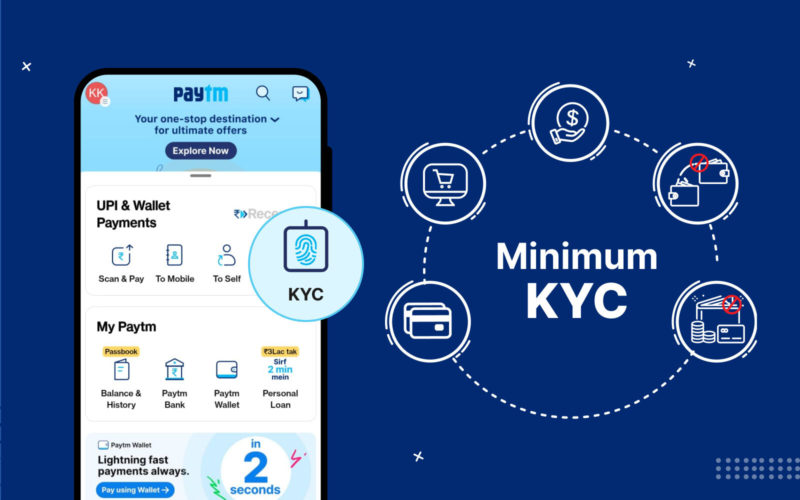 KK
paytm
Your one-stop destination
for ultimate offers
Explore Now
UPI & Wallet
Payments
Scan & Pay
To Mobile
To Self
KYC
My Paytm
Passbook
Balance &
History
Paytm
Bank
Paytm
Wallet
₹3Lac tak
Sirf
2 min
mein
Personal
Loan
Paytm Wallet
Lightning fast
payments always.
Pay using Wallet
in
2
seconds
Minimum
KYC
$